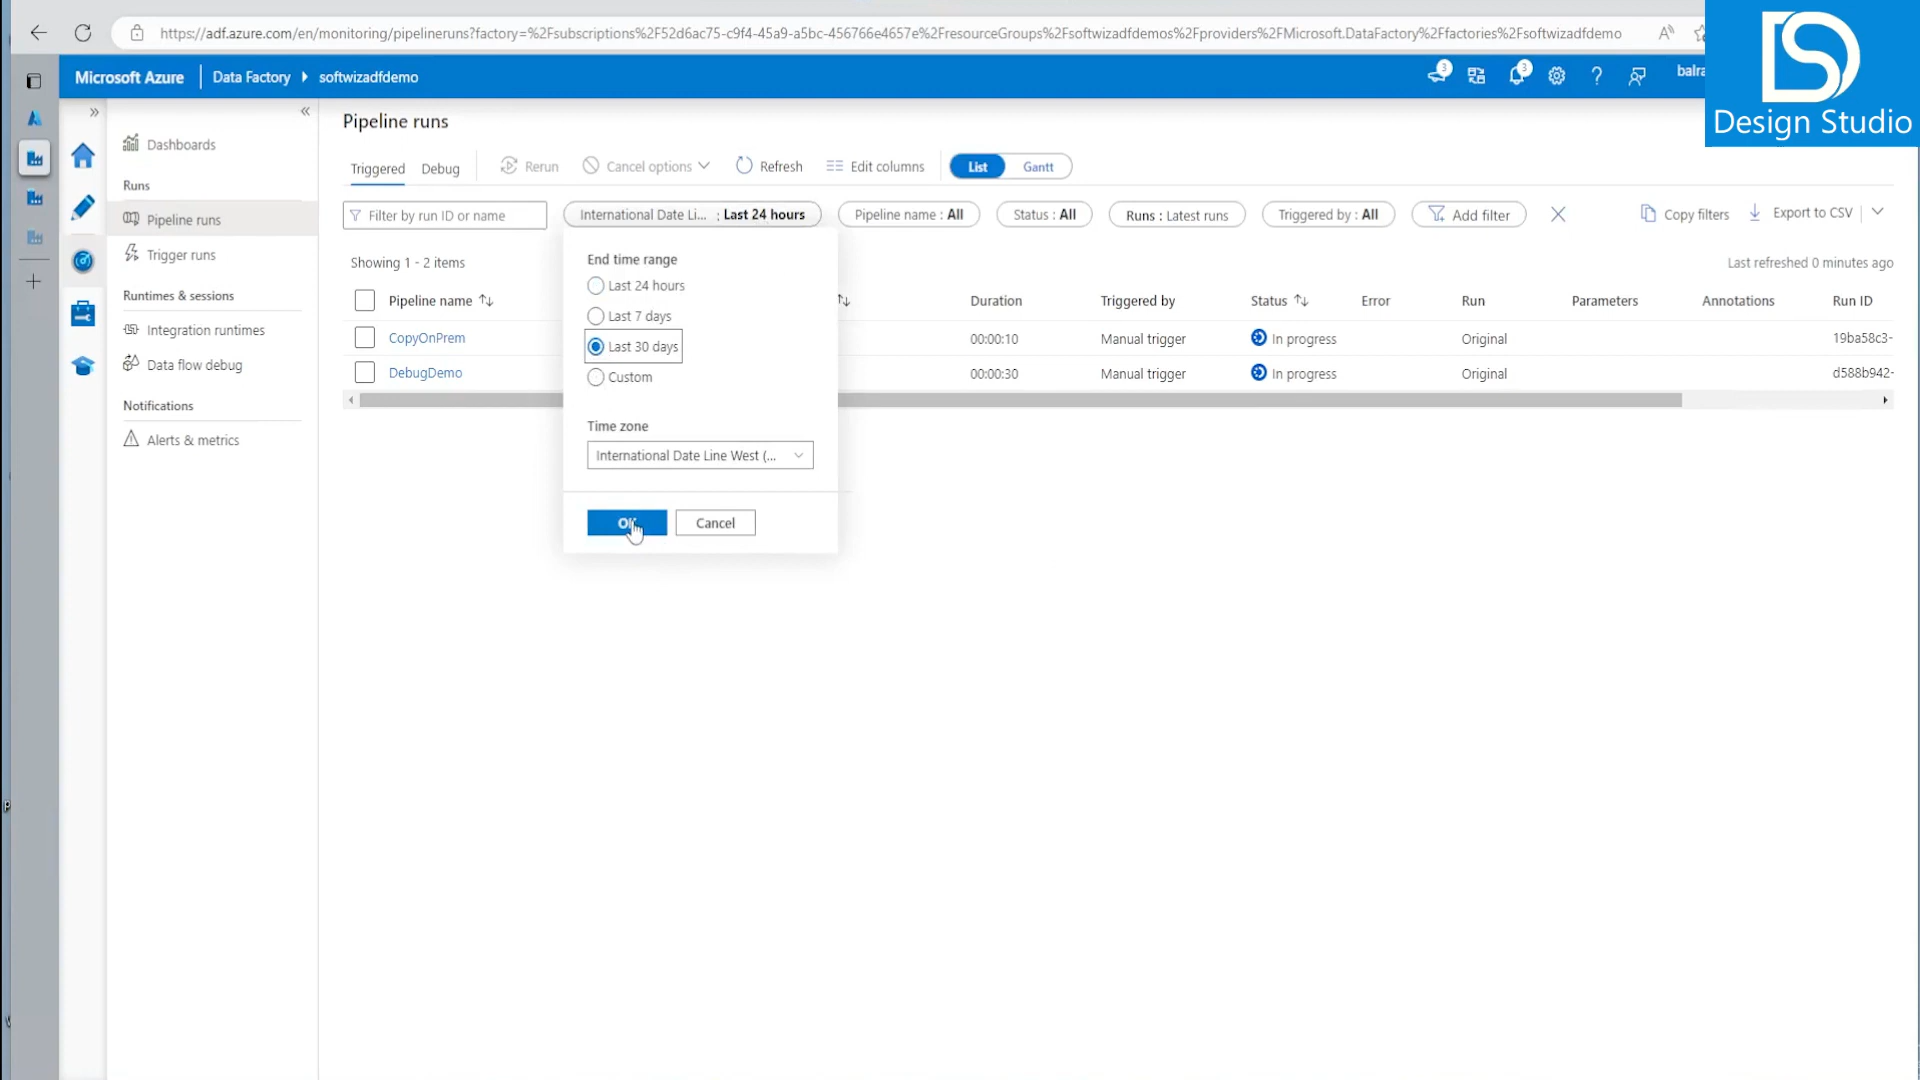 https://adf.azure.com/en/monitoring/pipelineruns?factory=%2Fsubscriptions%2F52d6ac75-c9f4-45a9-a5bc-456766e4657e%2FresourceGroups%2Fsoftwizadfdemos%2Fproviders%2FMicrosoft.DataFactory%2Ffactories%2Fsoftwizadfdemo
Microsoft Azure Data Factory softwizadfdemo 3 3 ? balra
Design Studio
Pipeline runs
Dashboards
Runs
Pipeline runs
Trigger runs
Runtimes & sessions
Integration runtimes
Data flow debug
Notifications
Alerts & metrics
Triggered Debug Rerun Cancel options Refresh Edit columns List Gantt
Filter by run ID or name International Date Li... : Last 24 hours Pipeline name : All Status : All Runs : Latest runs Triggered by : All Add filter Copy filters Export to CSV
Showing 1 - 2 items Last refreshed 0 minutes ago
Pipeline name Duration Triggered by Status Error Run Parameters Annotations Run ID
CopyOnPrem 00:00:10 Manual trigger In progress Original 19ba58c3-
DebugDemo 00:00:30 Manual trigger In progress Original d588b942-
End time range
Last 24 hours
Last 7 days
Last 30 days
Custom
Time zone
International Date Line West (...
Cancel